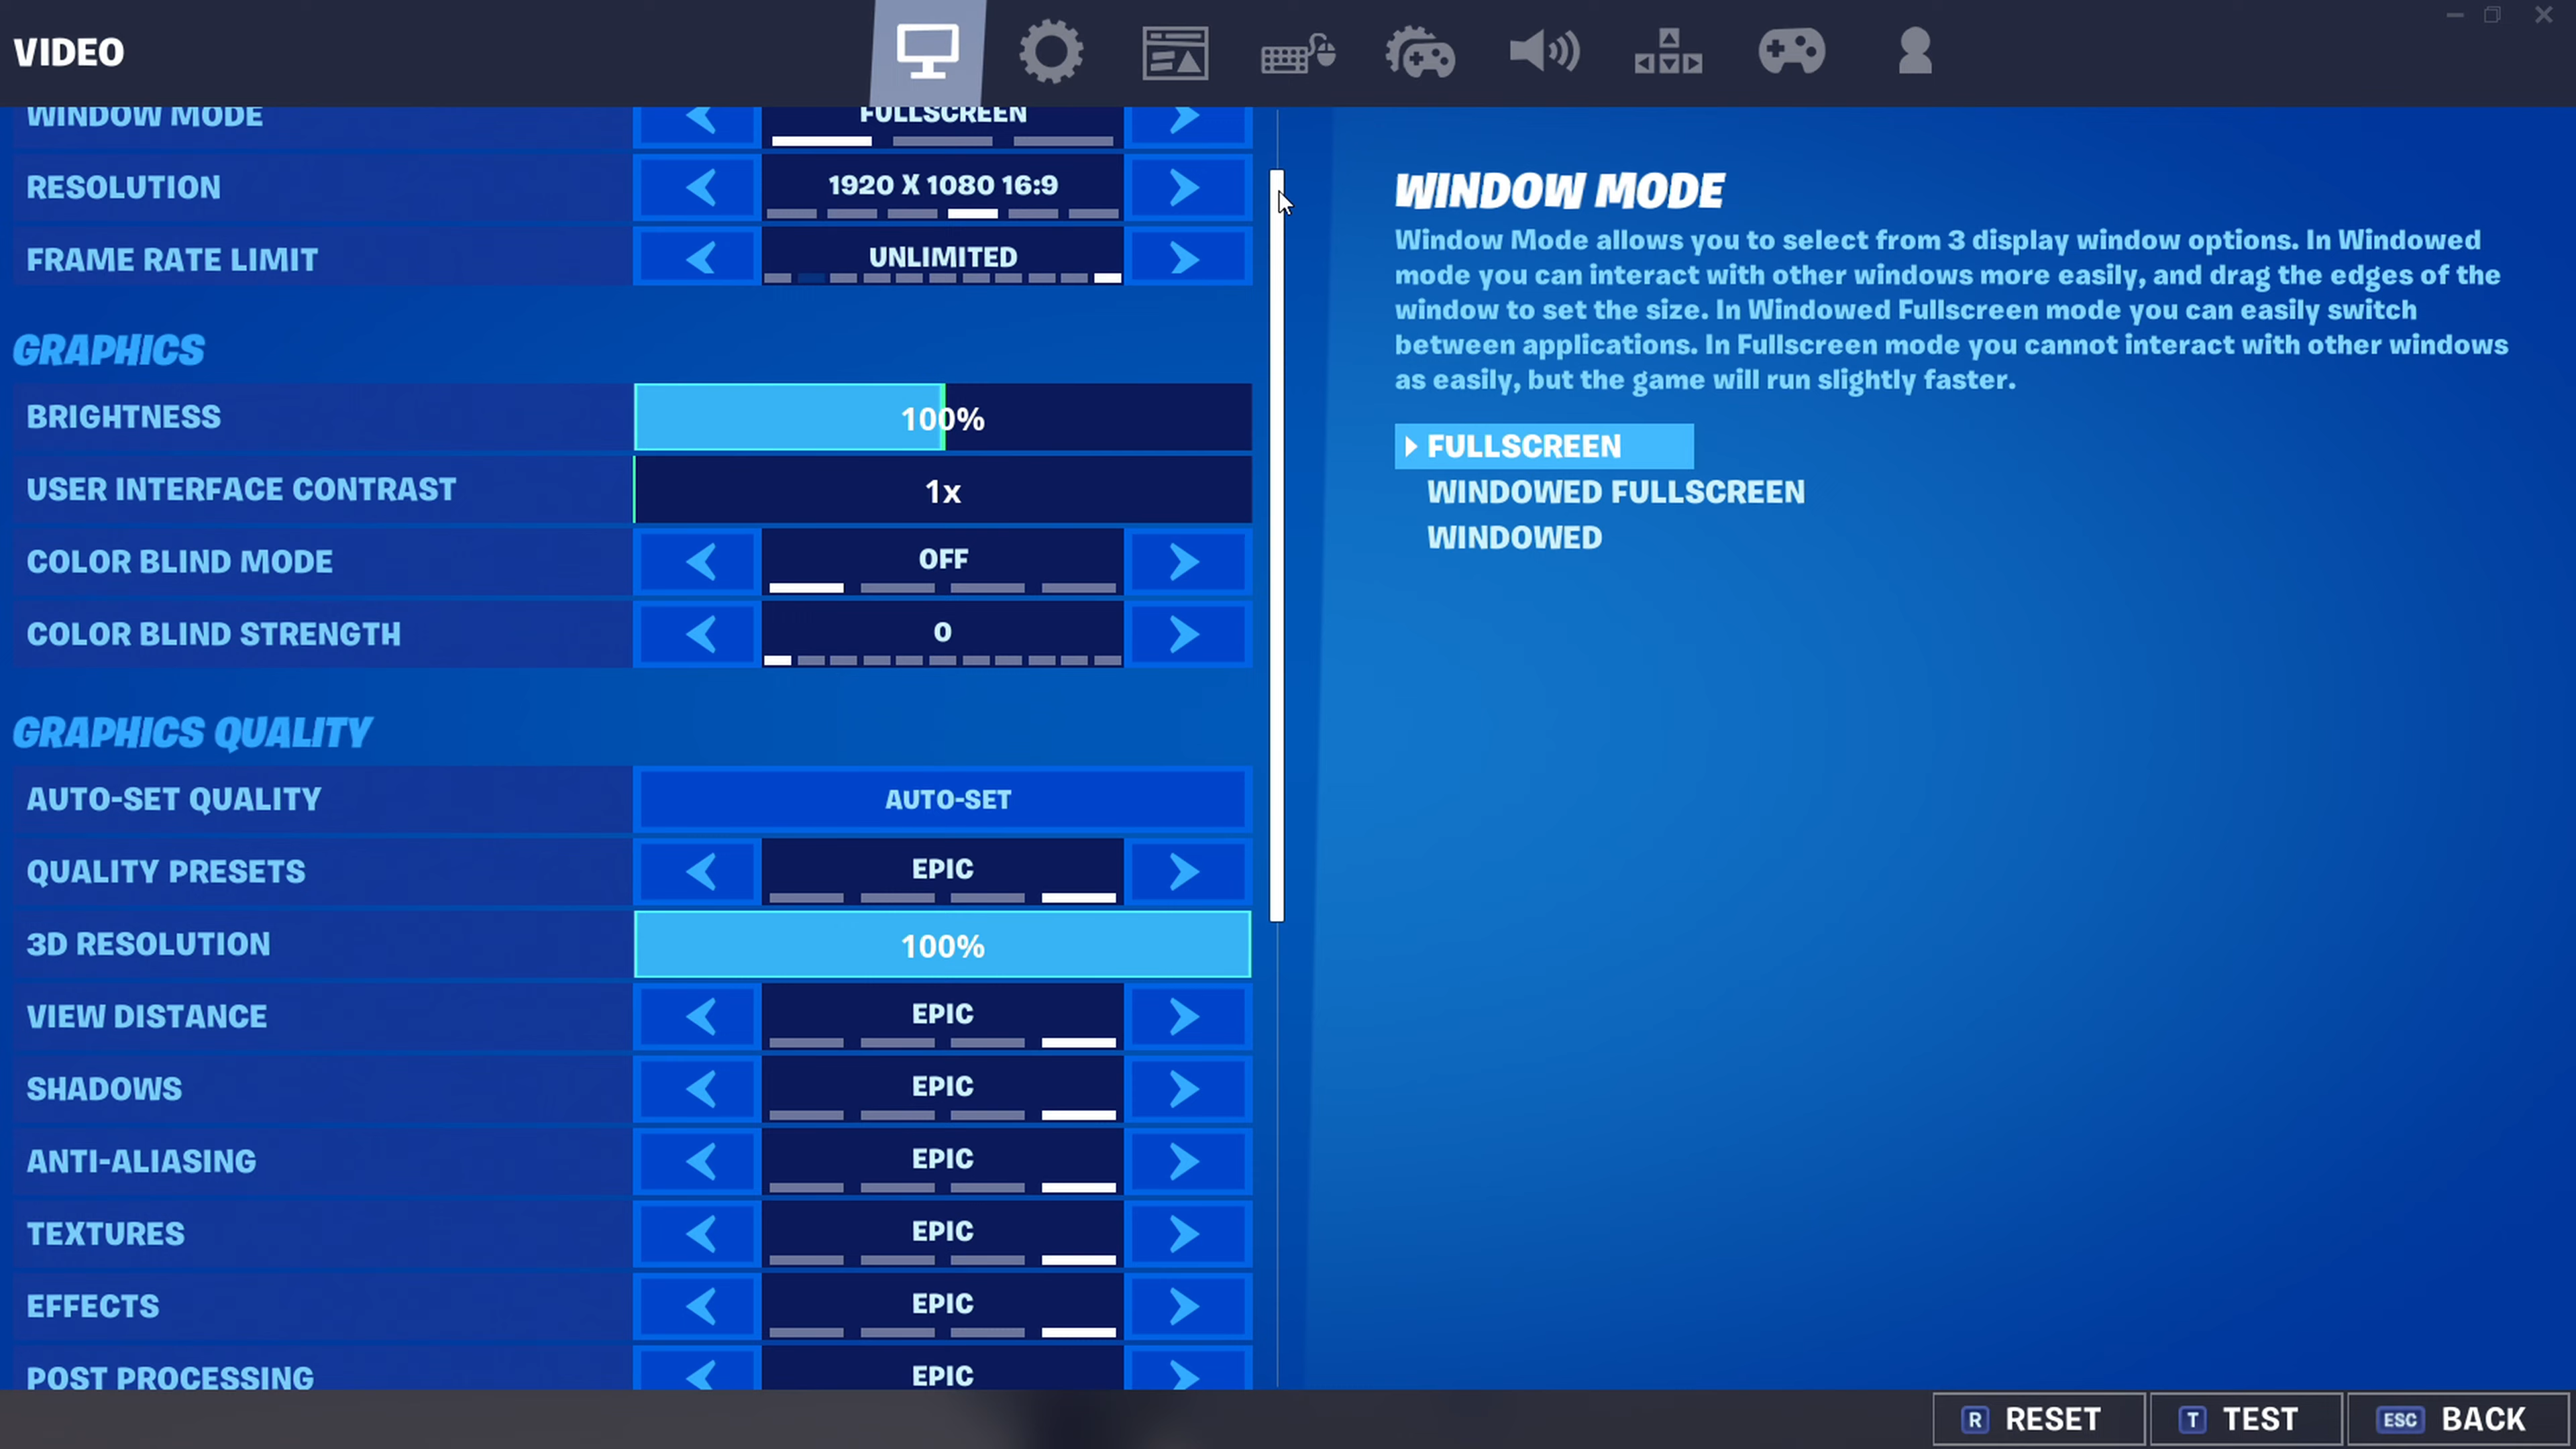 VIDEO
WINDOW MODE
FULLSCREEN
RESOLUTION
1920 X 1080 16:9
FRAME RATE LIMIT
UNLIMITED
GRAPHICS
BRIGHTNESS
100%
USER INTERFACE CONTRAST
1x
COLOR BLIND MODE
OFF
COLOR BLIND STRENGTH
0
GRAPHICS QUALITY
AUTO-SET QUALITY
AUTO-SET
QUALITY PRESETS
EPIC
3D RESOLUTION
100%
VIEW DISTANCE
EPIC
SHADOWS
EPIC
ANTI-ALIASING
EPIC
TEXTURES
EPIC
EFFECTS
EPIC
POST PROCESSING
EPIC
WINDOW MODE
Window Mode allows you to select from 3 display window options. In Windowed
mode you can interact with other windows more easily, and drag the edges of the
window to set the size. In Windowed Fullscreen mode you can easily switch
between applications. In Fullscreen mode you cannot interact with other windows
as easily, but the game will run slightly faster.
FULLSCREEN
WINDOWED FULLSCREEN
WINDOWED
R RESET
T TEST
ESC BACK